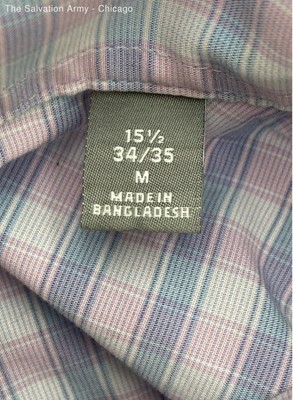 The Salvation Army - Chicago
15½
34/35
M
MADE IN
BANGLADESH